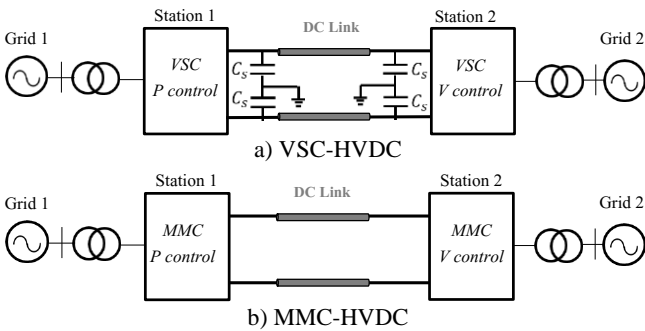 Station 1
DC Link
Station 2
Grid 1
VSC
P control
C_s
C_s
C_s
C_s
VSC
V control
Grid 2
a) VSC-HVDC
Station 1
DC Link
Station 2
Grid 1
MMC
P control
MMC
V control
Grid 2
b) MMC-HVDC